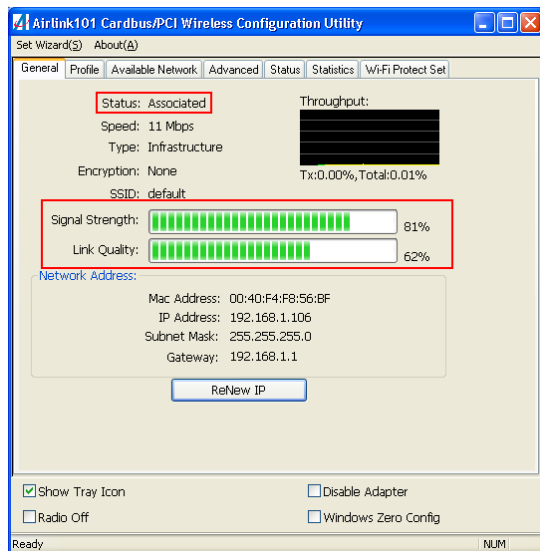 Airlink101 Cardbus/PCI Wireless Configuration Utility
Set Wizard(S) About(A)
General Profile Available Network Advanced Status Statistics Wi-Fi Protect Set
Status: Associated
Throughput:
Speed: 11 Mbps
Type: Infrastructure
Encryption: None
Tx:0.00%,Total:0.01%
SSID: default
Signal Strength: 81%
Link Quality: 62%
Network Address:
Mac Address: 00:40:F4:F8:56:BF
IP Address: 192.168.1.106
Subnet Mask: 255.255.255.0
Gateway: 192.168.1.1
ReNew IP
Show Tray Icon Disable Adapter
Radio Off Windows Zero Config
Ready NUM